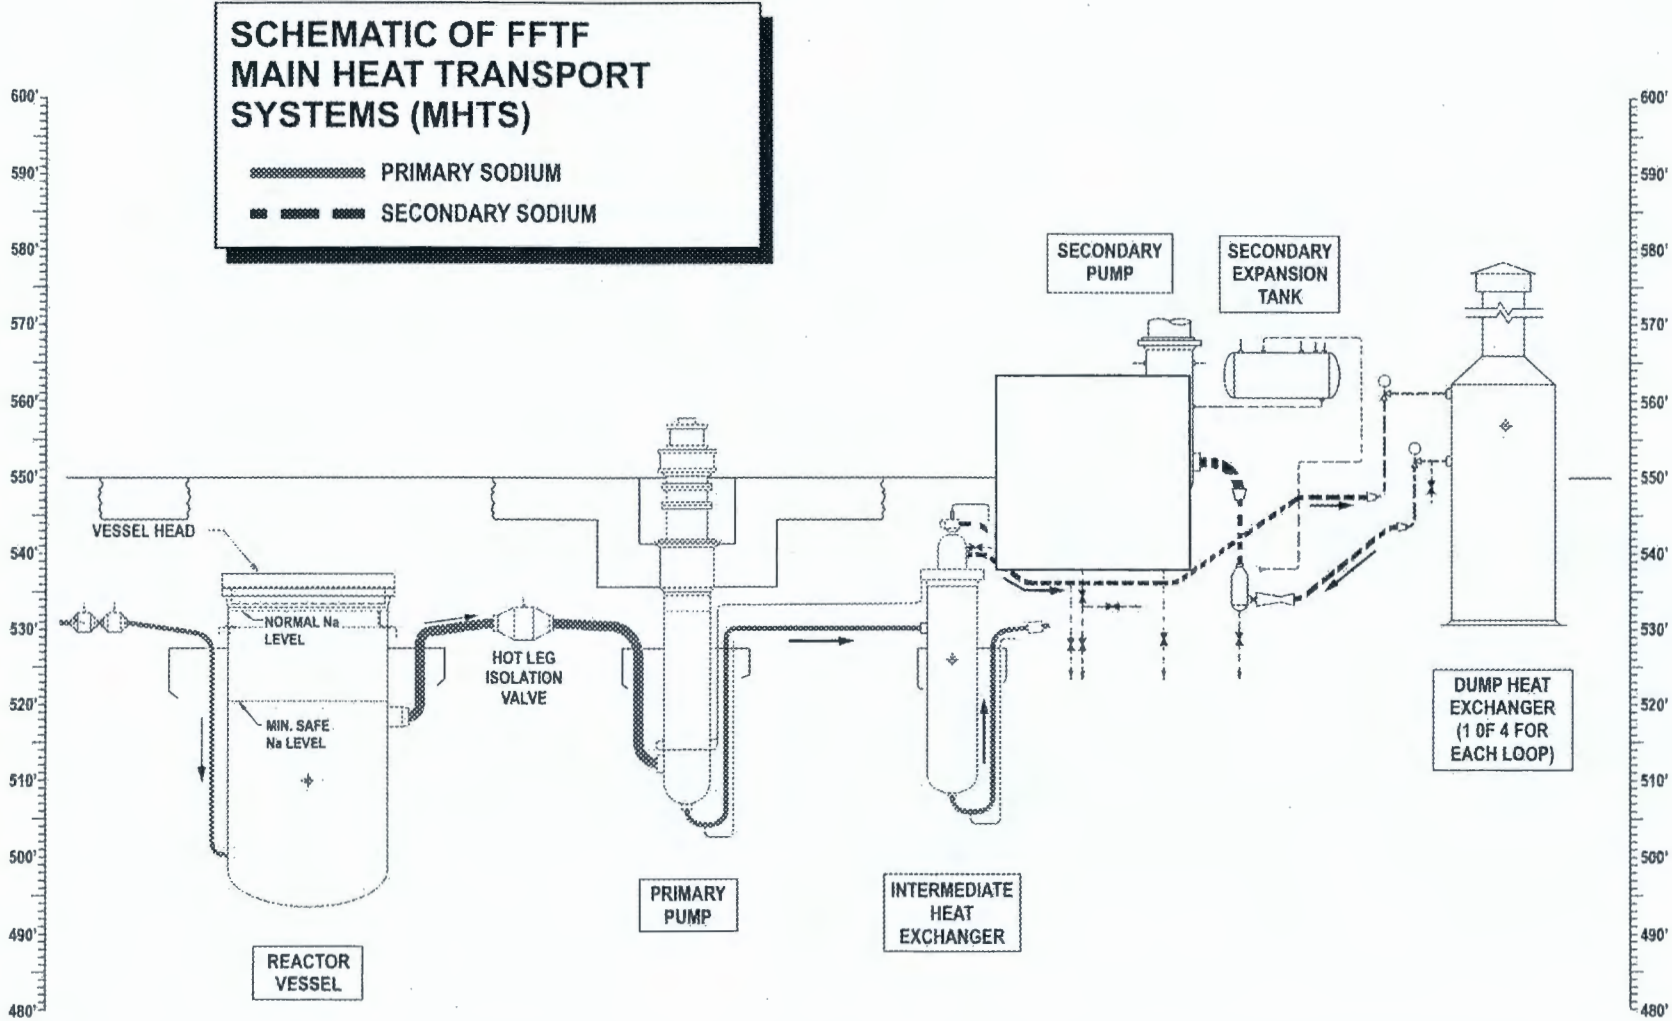 SCHEMATIC OF FFTF
MAIN HEAT TRANSPORT
SYSTEMS (MHTS)
PRIMARY SODIUM
SECONDARY SODIUM
600'
590'
580'
570'
560'
550'
540'
530'
520'
510'
500'
490'
480'
SECONDARY
PUMP
SECONDARY
EXPANSION
TANK
VESSEL HEAD
NORMAL Na
LEVEL
MIN. SAFE
Na LEVEL
HOT LEG
ISOLATION
VALVE
REACTOR
VESSEL
PRIMARY
PUMP
INTERMEDIATE
HEAT
EXCHANGER
DUMP HEAT
EXCHANGER
(1 0F 4 FOR
EACH LOOP)
600'
590'
580'
570'
560'
550'
540'
530'
520'
510'
500'
490'
480'